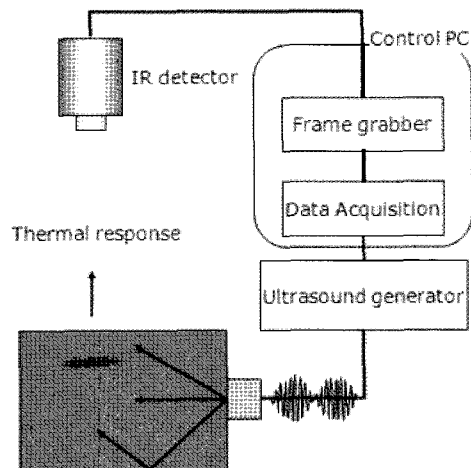 Control PC
IR detector
Frame grabber
Data Acquisition
Thermal response
Ultrasound generator